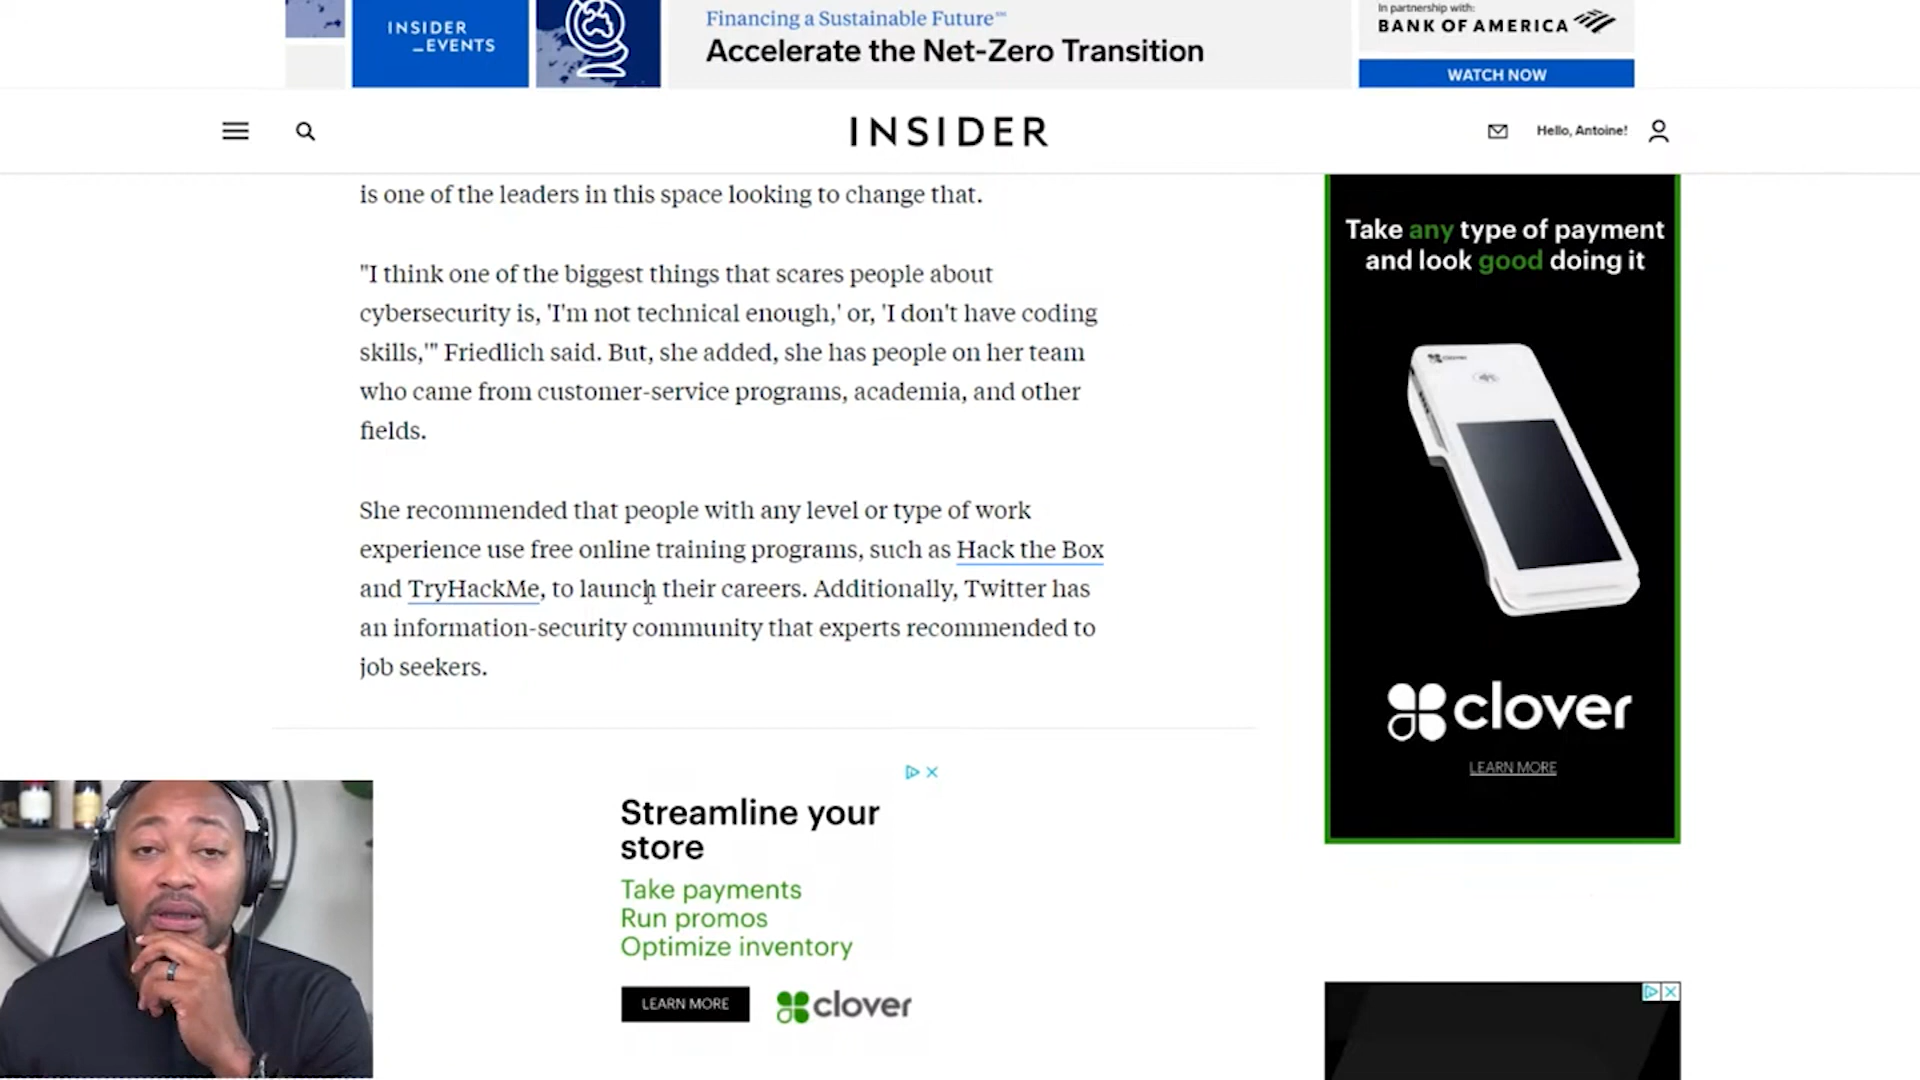 INSIDER
_EVENTS
Financing a Sustainable Future℠
Accelerate the Net-Zero Transition
In partnership with:
BANK OF AMERICA
WATCH NOW
INSIDER
Hello, Antoine!
is one of the leaders in this space looking to change that.
"I think one of the biggest things that scares people about
cybersecurity is, 'I'm not technical enough,' or, 'I don't have coding
skills,'" Friedlich said. But, she added, she has people on her team
who came from customer-service programs, academia, and other
fields.
She recommended that people with any level or type of work
experience use free online training programs, such as Hack the Box
and TryHackMe, to launch their careers. Additionally, Twitter has
an information-security community that experts recommended to
job seekers.
Take any type of payment
and look good doing it
clover
clover
LEARN MORE
Streamline your
store
Take payments
Run promos
Optimize inventory
LEARN MORE
clover